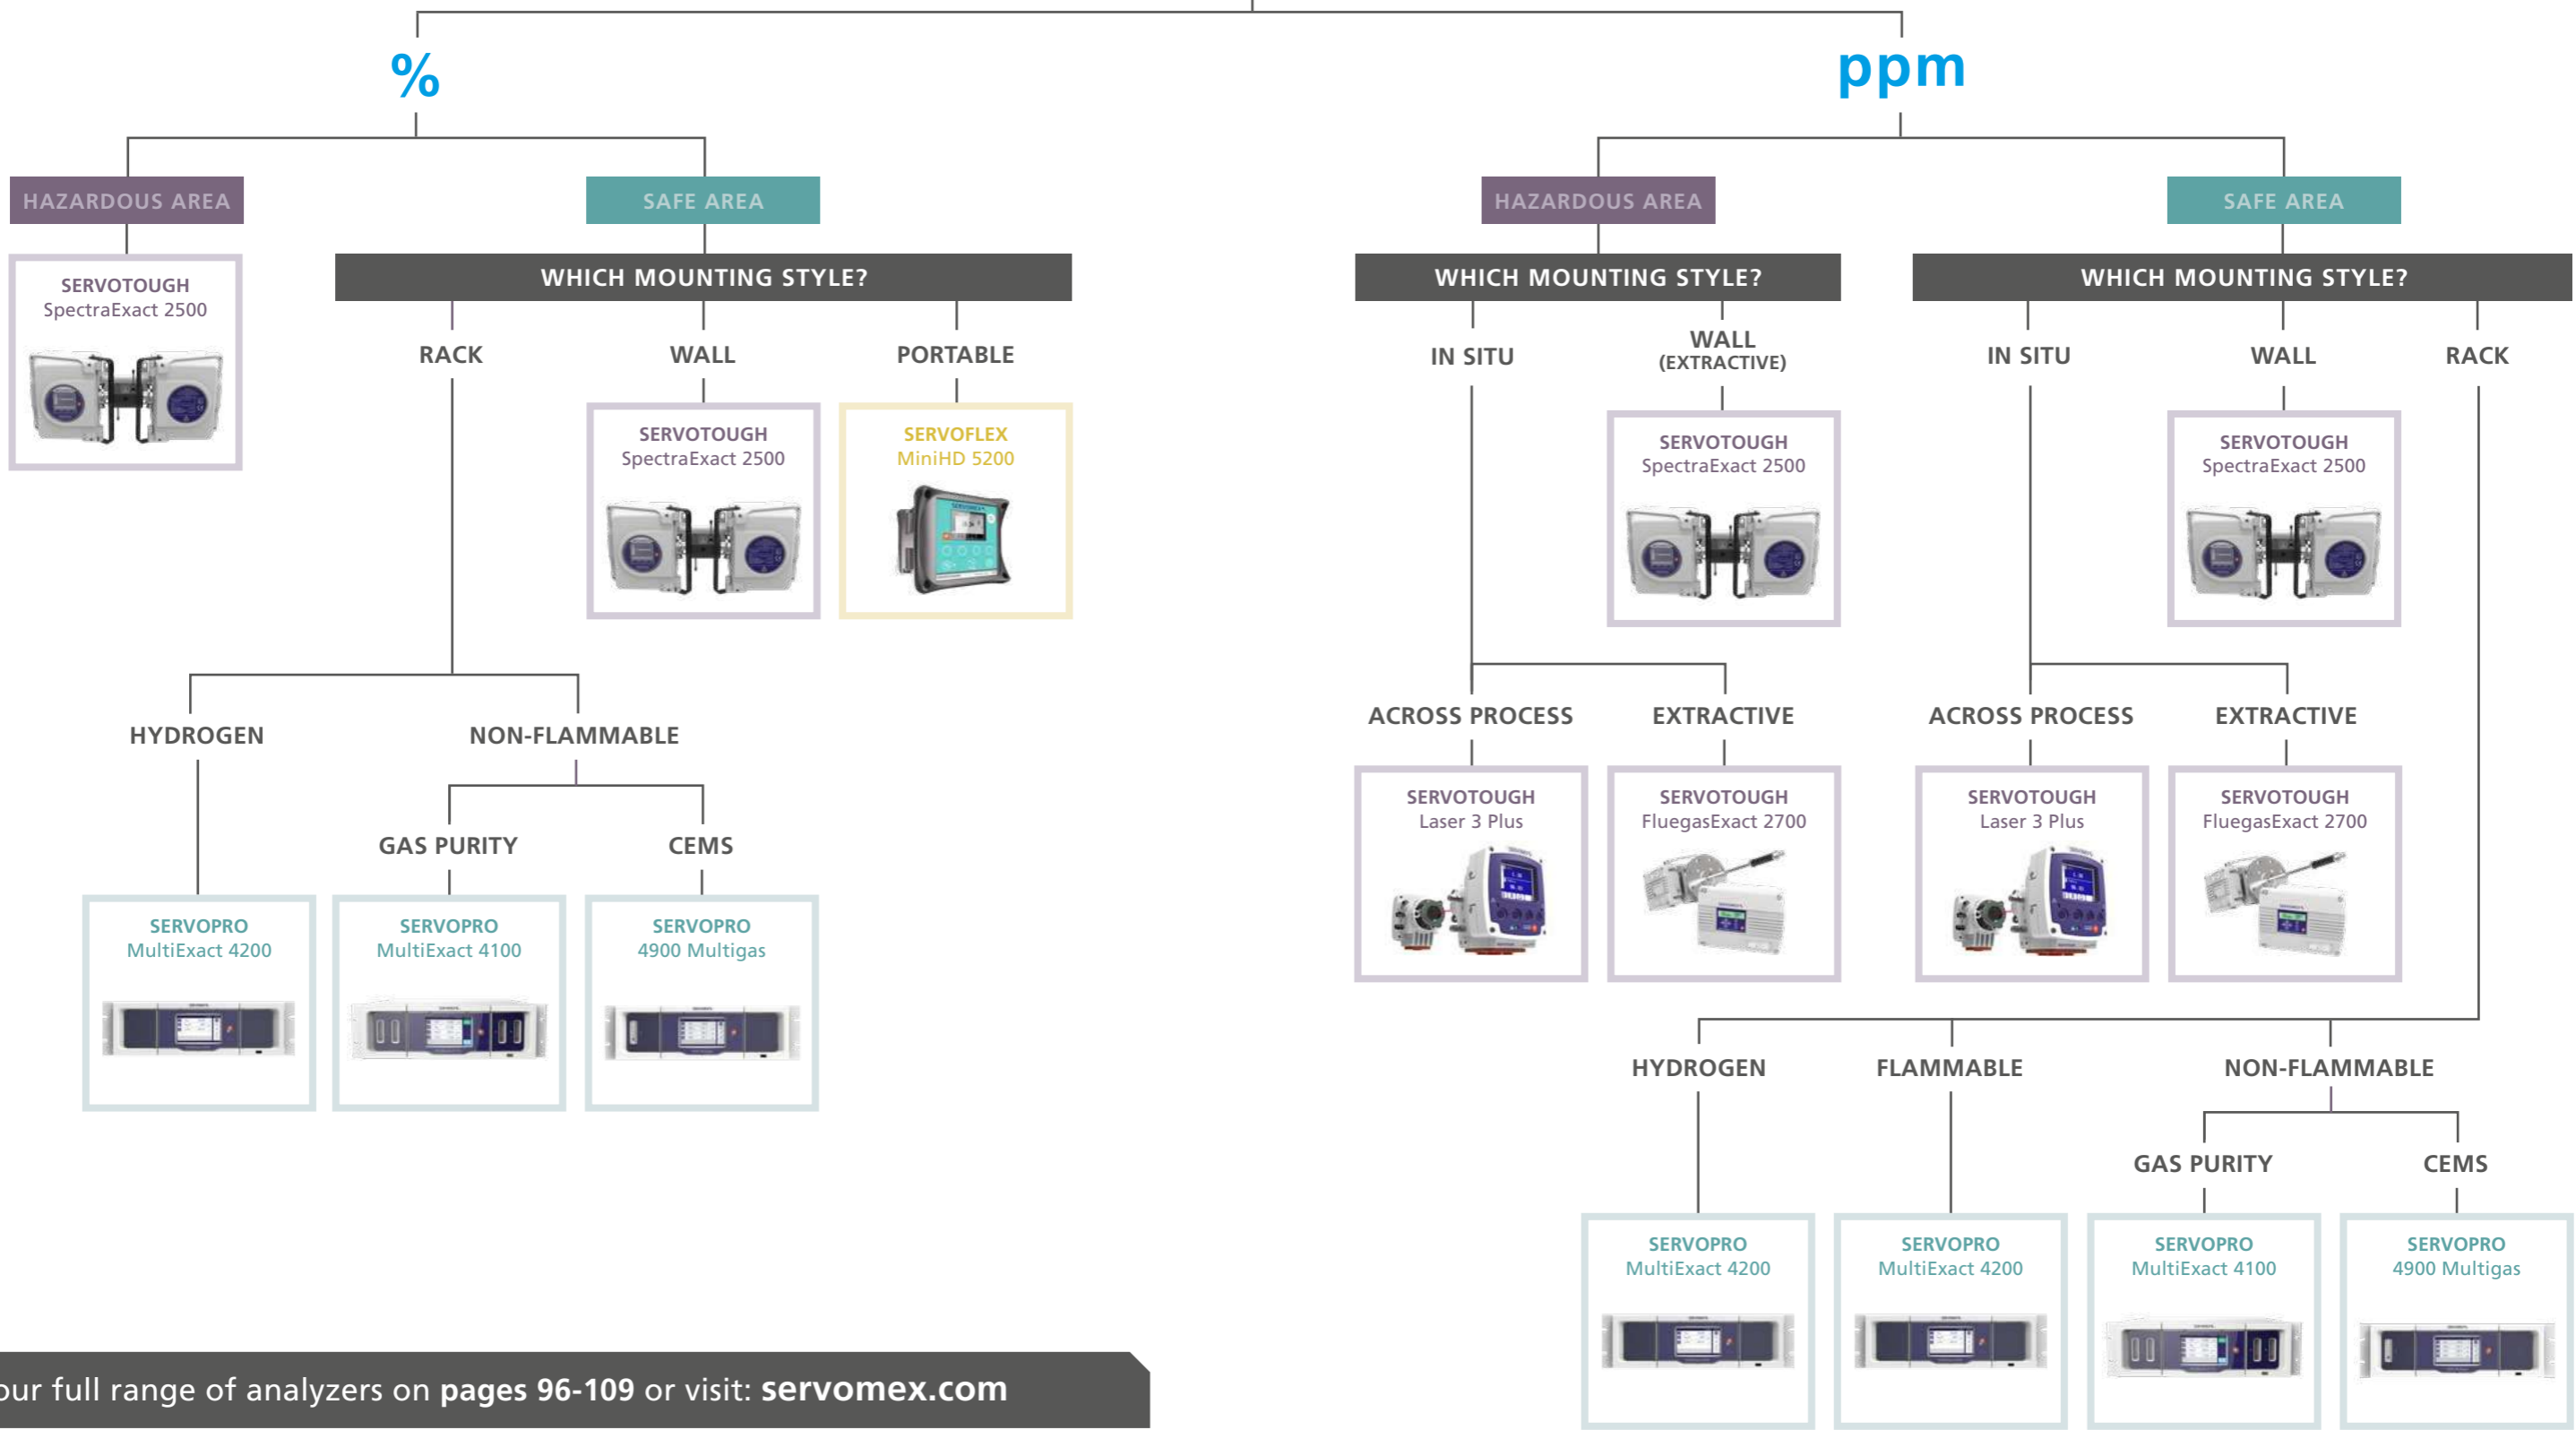 %
ppm
HAZARDOUS AREA
SAFE AREA
HAZARDOUS AREA
SAFE AREA
SERVOTOUGH
SpectraExact 2500
WHICH MOUNTING STYLE?
RACK
WALL
PORTABLE
SERVOTOUGH
SpectraExact 2500
SERVOFLEX
MiniHD 5200
HYDROGEN
NON-FLAMMABLE
GAS PURITY
CEMS
SERVOPRO
MultiExact 4200
SERVOPRO
MultiExact 4100
SERVOPRO
4900 Multigas
WHICH MOUNTING STYLE?
IN SITU
WALL
(EXTRACTIVE)
SERVOTOUGH
SpectraExact 2500
ACROSS PROCESS
EXTRACTIVE
SERVOTOUGH
Laser 3 Plus
SERVOTOUGH
FluegasExact 2700
WHICH MOUNTING STYLE?
IN SITU
WALL
RACK
SERVOTOUGH
SpectraExact 2500
ACROSS PROCESS
EXTRACTIVE
SERVOTOUGH
Laser 3 Plus
SERVOTOUGH
FluegasExact 2700
HYDROGEN
FLAMMABLE
NON-FLAMMABLE
GAS PURITY
CEMS
SERVOPRO
MultiExact 4200
SERVOPRO
MultiExact 4200
SERVOPRO
MultiExact 4100
SERVOPRO
4900 Multigas
our full range of analyzers on pages 96-109 or visit: servomex.com